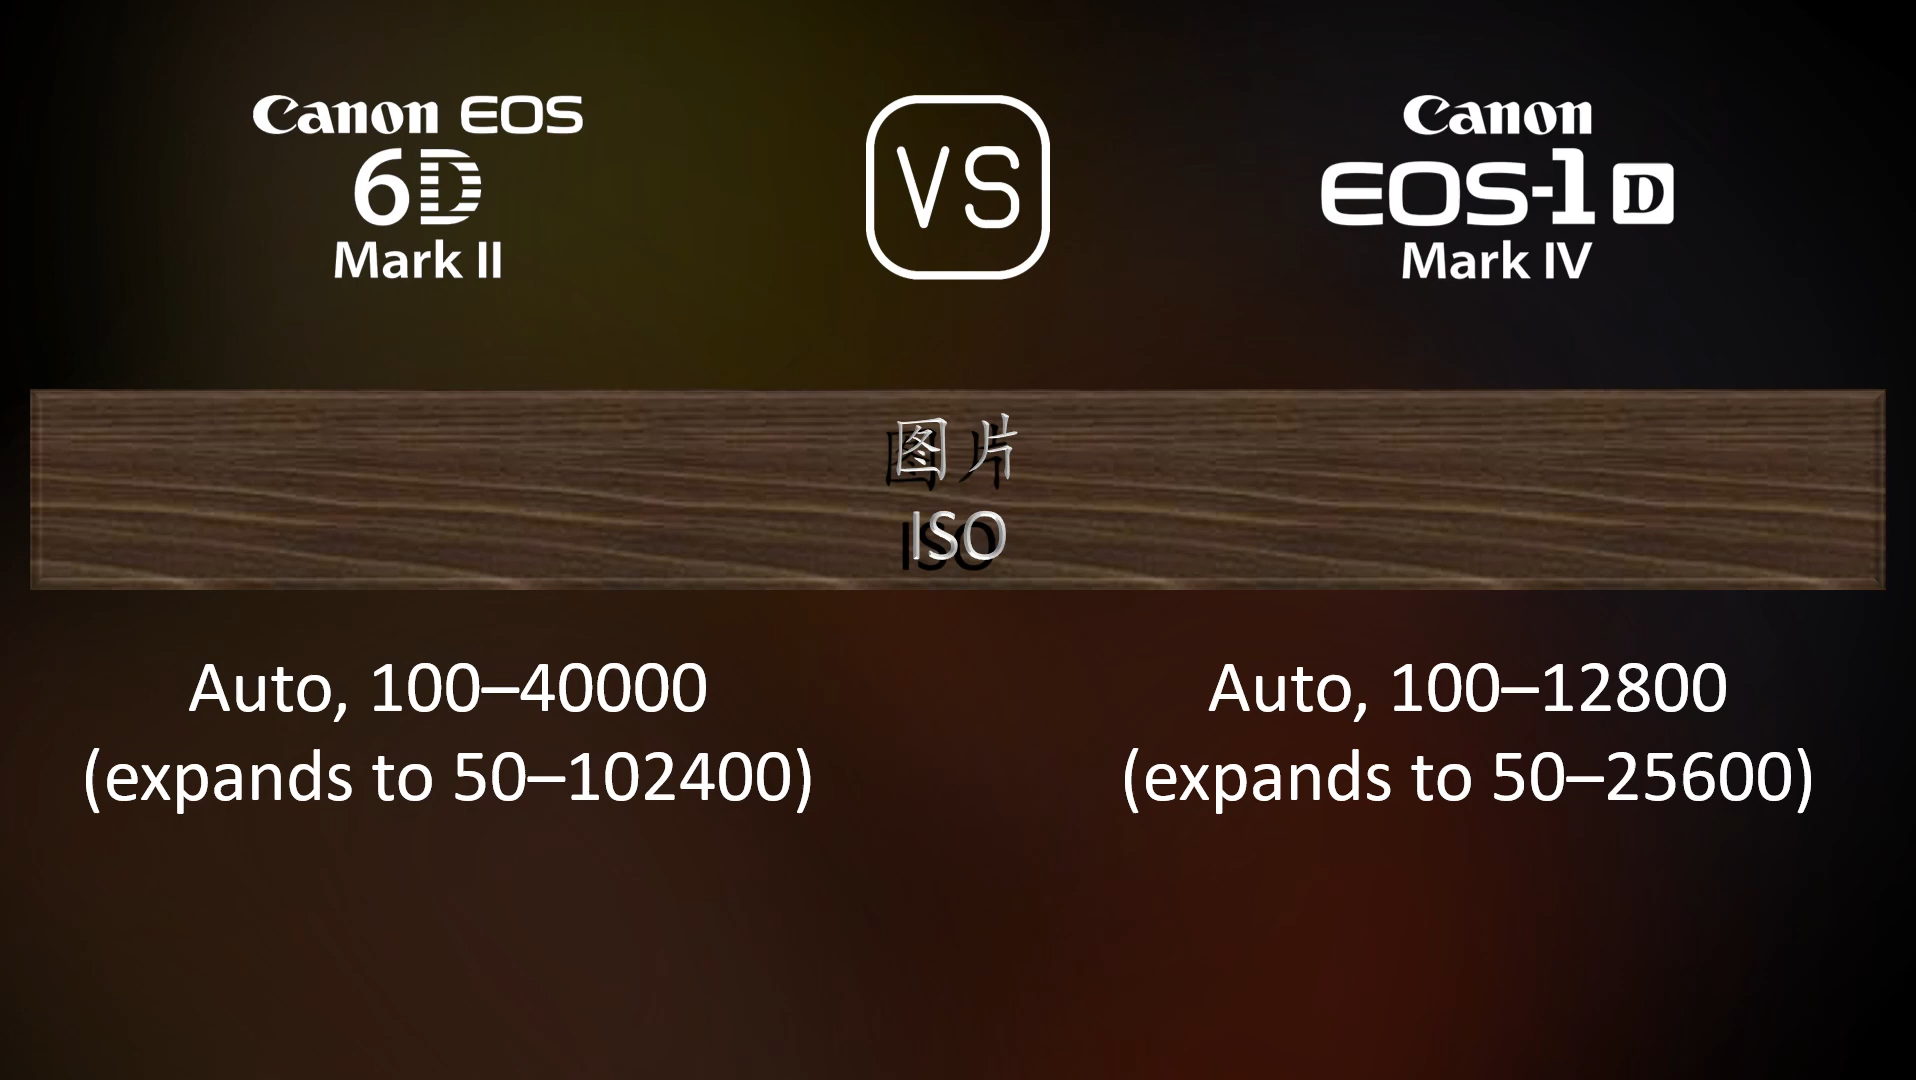 Canon EOS
6D
Mark II
VS
Canon
EOS-1 D
Mark IV
图片
ISO
Auto, 100–40000
(expands to 50–102400)
Auto, 100–12800
(expands to 50–25600)